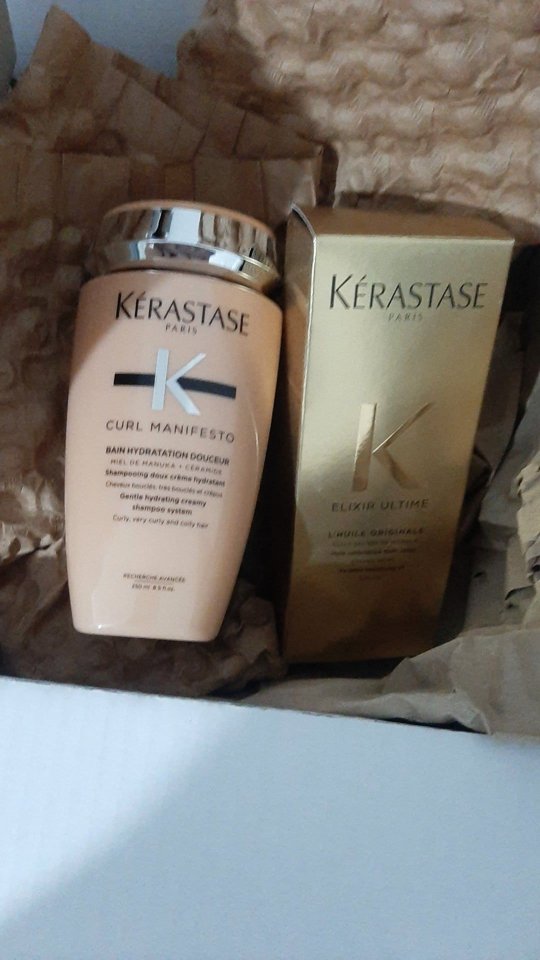 KÉRASTASE
PARIS
K
CURL MANIFESTO
BAIN HYDRATATION DOUCEUR
MIEL DE MANUKA + CÉRAMIDE
Shampooing doux crème hydratant
Cheveux bouclés, très bouclés et crépus
Gentle hydrating creamy
shampoo system
Curly, very curly and coily hair
RECHERCHE AVANCÉE
250 ml 8.5 fl.oz.
KÉRASTASE
PARIS
K
ELIXIR ULTIME
L'HUILE ORIGINALE